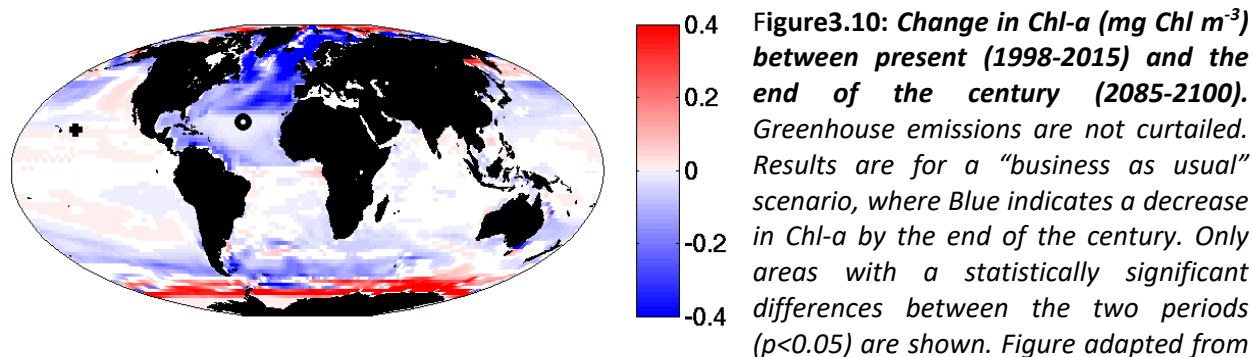 0.4
0.2
0
-0.2
-0.4
Figure3.10: Change in Chl-a (mg Chl m⁻³)
between present (1998-2015) and the
end of the century (2085-2100).
Greenhouse emissions are not curtailed.
Results are for a “business as usual”
scenario, where Blue indicates a decrease
in Chl-a by the end of the century. Only
areas with a statistically significant
differences between the two periods
(p<0.05) are shown. Figure adapted from